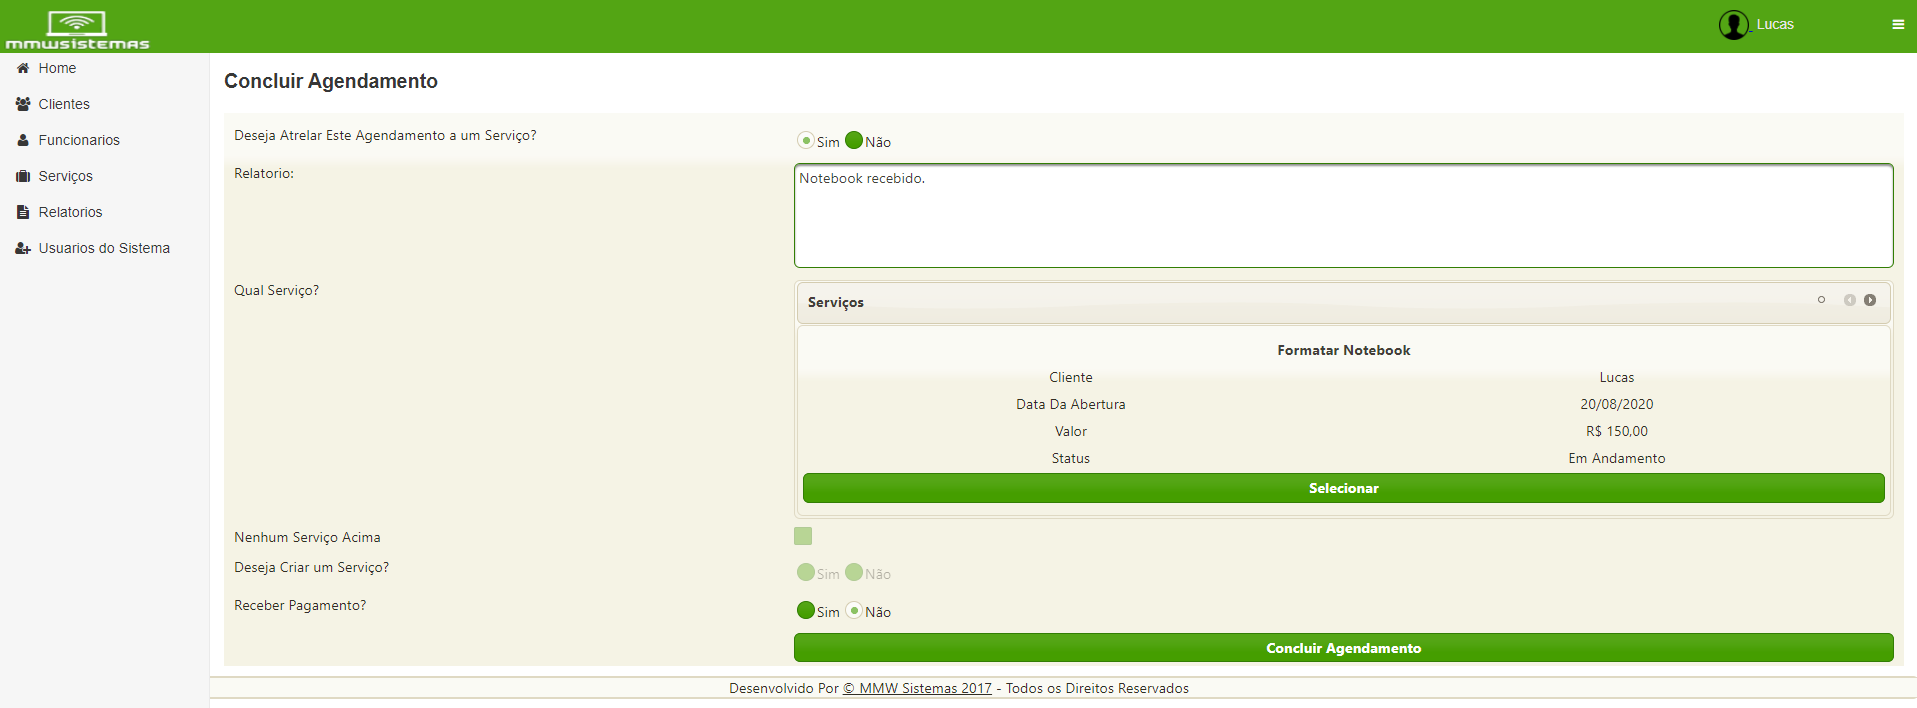 mmwsistemas
Lucas
Home
Clientes
Funcionarios
Serviços
Relatorios
Usuarios do Sistema
Concluir Agendamento
Deseja Atrelar Este Agendamento a um Serviço?
Sim Não
Relatorio:
Notebook recebido.
Qual Serviço?
Serviços
Formatar Notebook
Cliente Lucas
Data Da Abertura 20/08/2020
Valor R$ 150,00
Status Em Andamento
Selecionar
Nenhum Serviço Acima
Deseja Criar um Serviço?
Sim Não
Receber Pagamento?
Sim Não
Concluir Agendamento
Desenvolvido Por © MMW Sistemas 2017 - Todos os Direitos Reservados